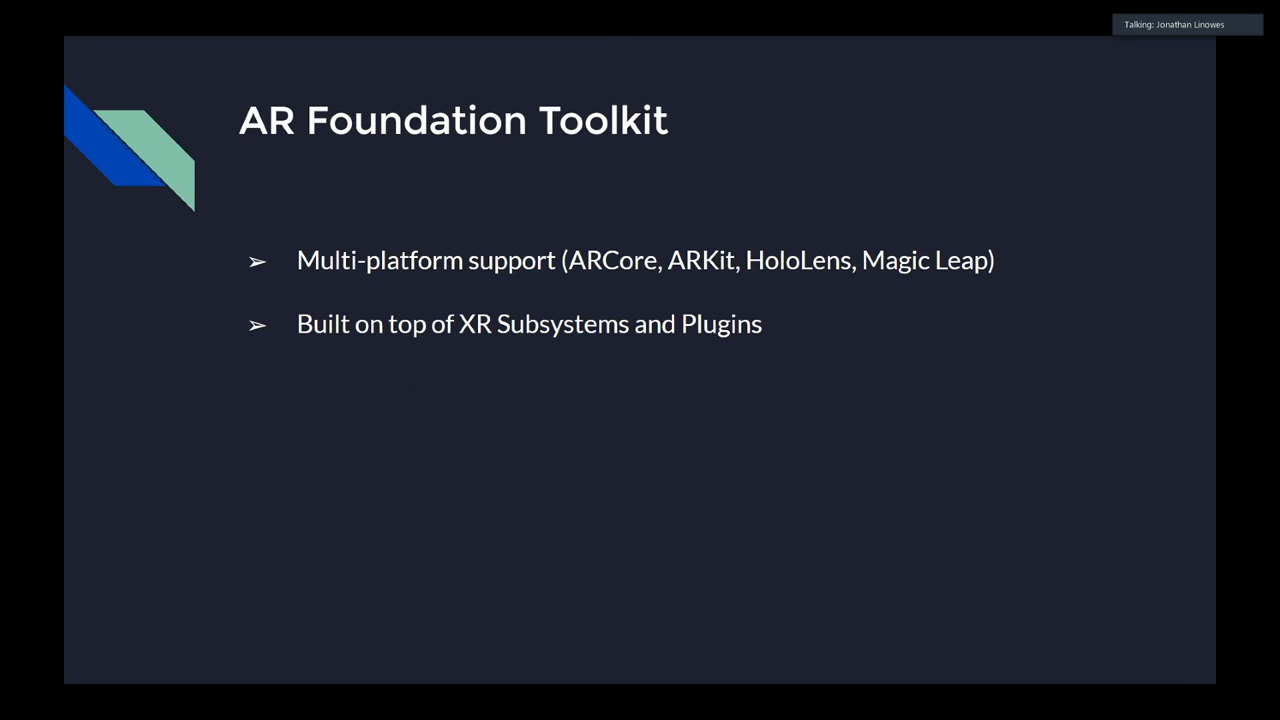 Talking: Jonathan Linowes
AR Foundation Toolkit
➢ Multi-platform support (ARCore, ARKit, HoloLens, Magic Leap)
➢ Built on top of XR Subsystems and Plugins